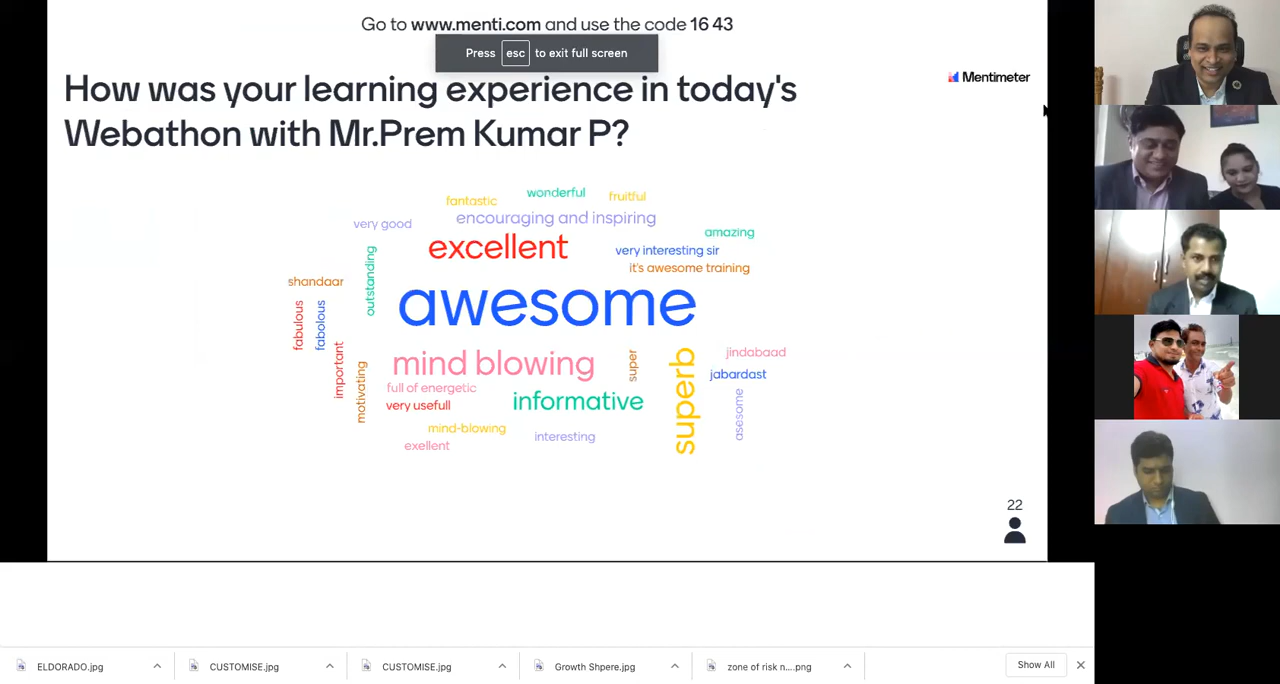 Go to www.menti.com and use the code 16 43
Press esc to exit full screen
Mentimeter
How was your learning experience in today's
Webathon with Mr.Prem Kumar P?
wonderful
fantastic
fruitful
very good
encouraging and inspiring
amazing
excellent
very interesting sir
it's awesome training
outstanding
shandaar
awesome
fabulous
fabolous
important
motivating
mind blowing
super
superb
jindabaad
jabardast
full of energetic
very usefull
informative
asesome
mind-blowing
interesting
exellent
22
ELDORADO.jpg
CUSTOMISE.jpg
CUSTOMISE.jpg
Growth Shpere.jpg
zone of risk n....png
Show All